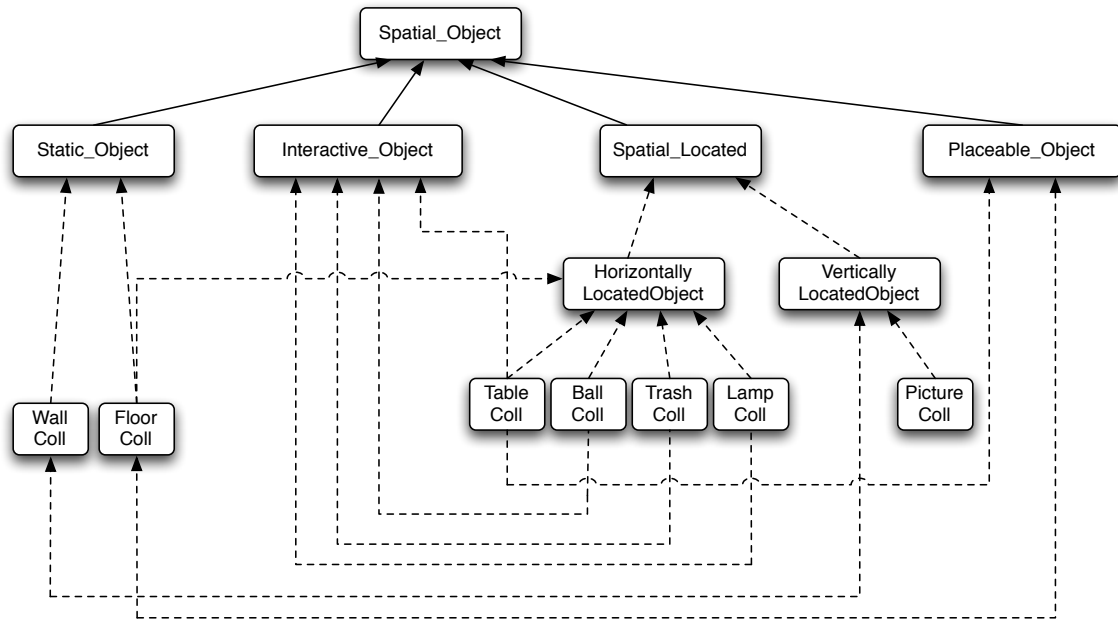 Spatial_Object
Static_Object
Interactive_Object
Spatial_Located
Placeable_Object
Horizontally
LocatedObject
Vertically
LocatedObject
Table
Coll
Ball
Coll
Trash
Coll
Lamp
Coll
Picture
Coll
Wall
Coll
Floor
Coll